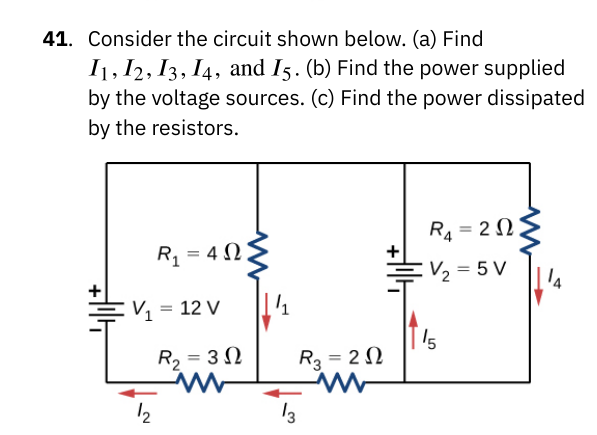 41. Consider the circuit shown below. (a) Find
I₁, I₂, I₃, I₄, and I₅. (b) Find the power supplied
by the voltage sources. (c) Find the power dissipated
by the resistors.
R₄ = 2 Ω
R₁ = 4 Ω
+
V₂ = 5 V
I₄
+
V₁ = 12 V
I₁
I₅
R₂ = 3 Ω
R₃ = 2 Ω
I₂
I₃